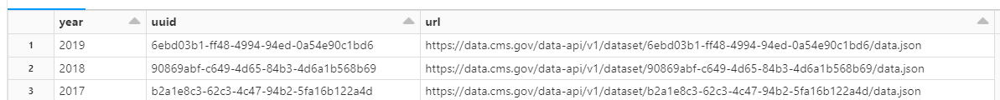 year uuid url
1 2019 6ebd03b1-ff48-4994-94ed-0a54e90c1bd6 https://data.cms.gov/data-api/v1/dataset/6ebd03b1-ff48-4994-94ed-0a54e90c1bd6/data.json
2 2018 90869abf-c649-4d65-84b3-4d6a1b568b69 https://data.cms.gov/data-api/v1/dataset/90869abf-c649-4d65-84b3-4d6a1b568b69/data.json
3 2017 b2a1e8c3-62c3-4c47-94b2-5fa16b122a4d https://data.cms.gov/data-api/v1/dataset/b2a1e8c3-62c3-4c47-94b2-5fa16b122a4d/data.json